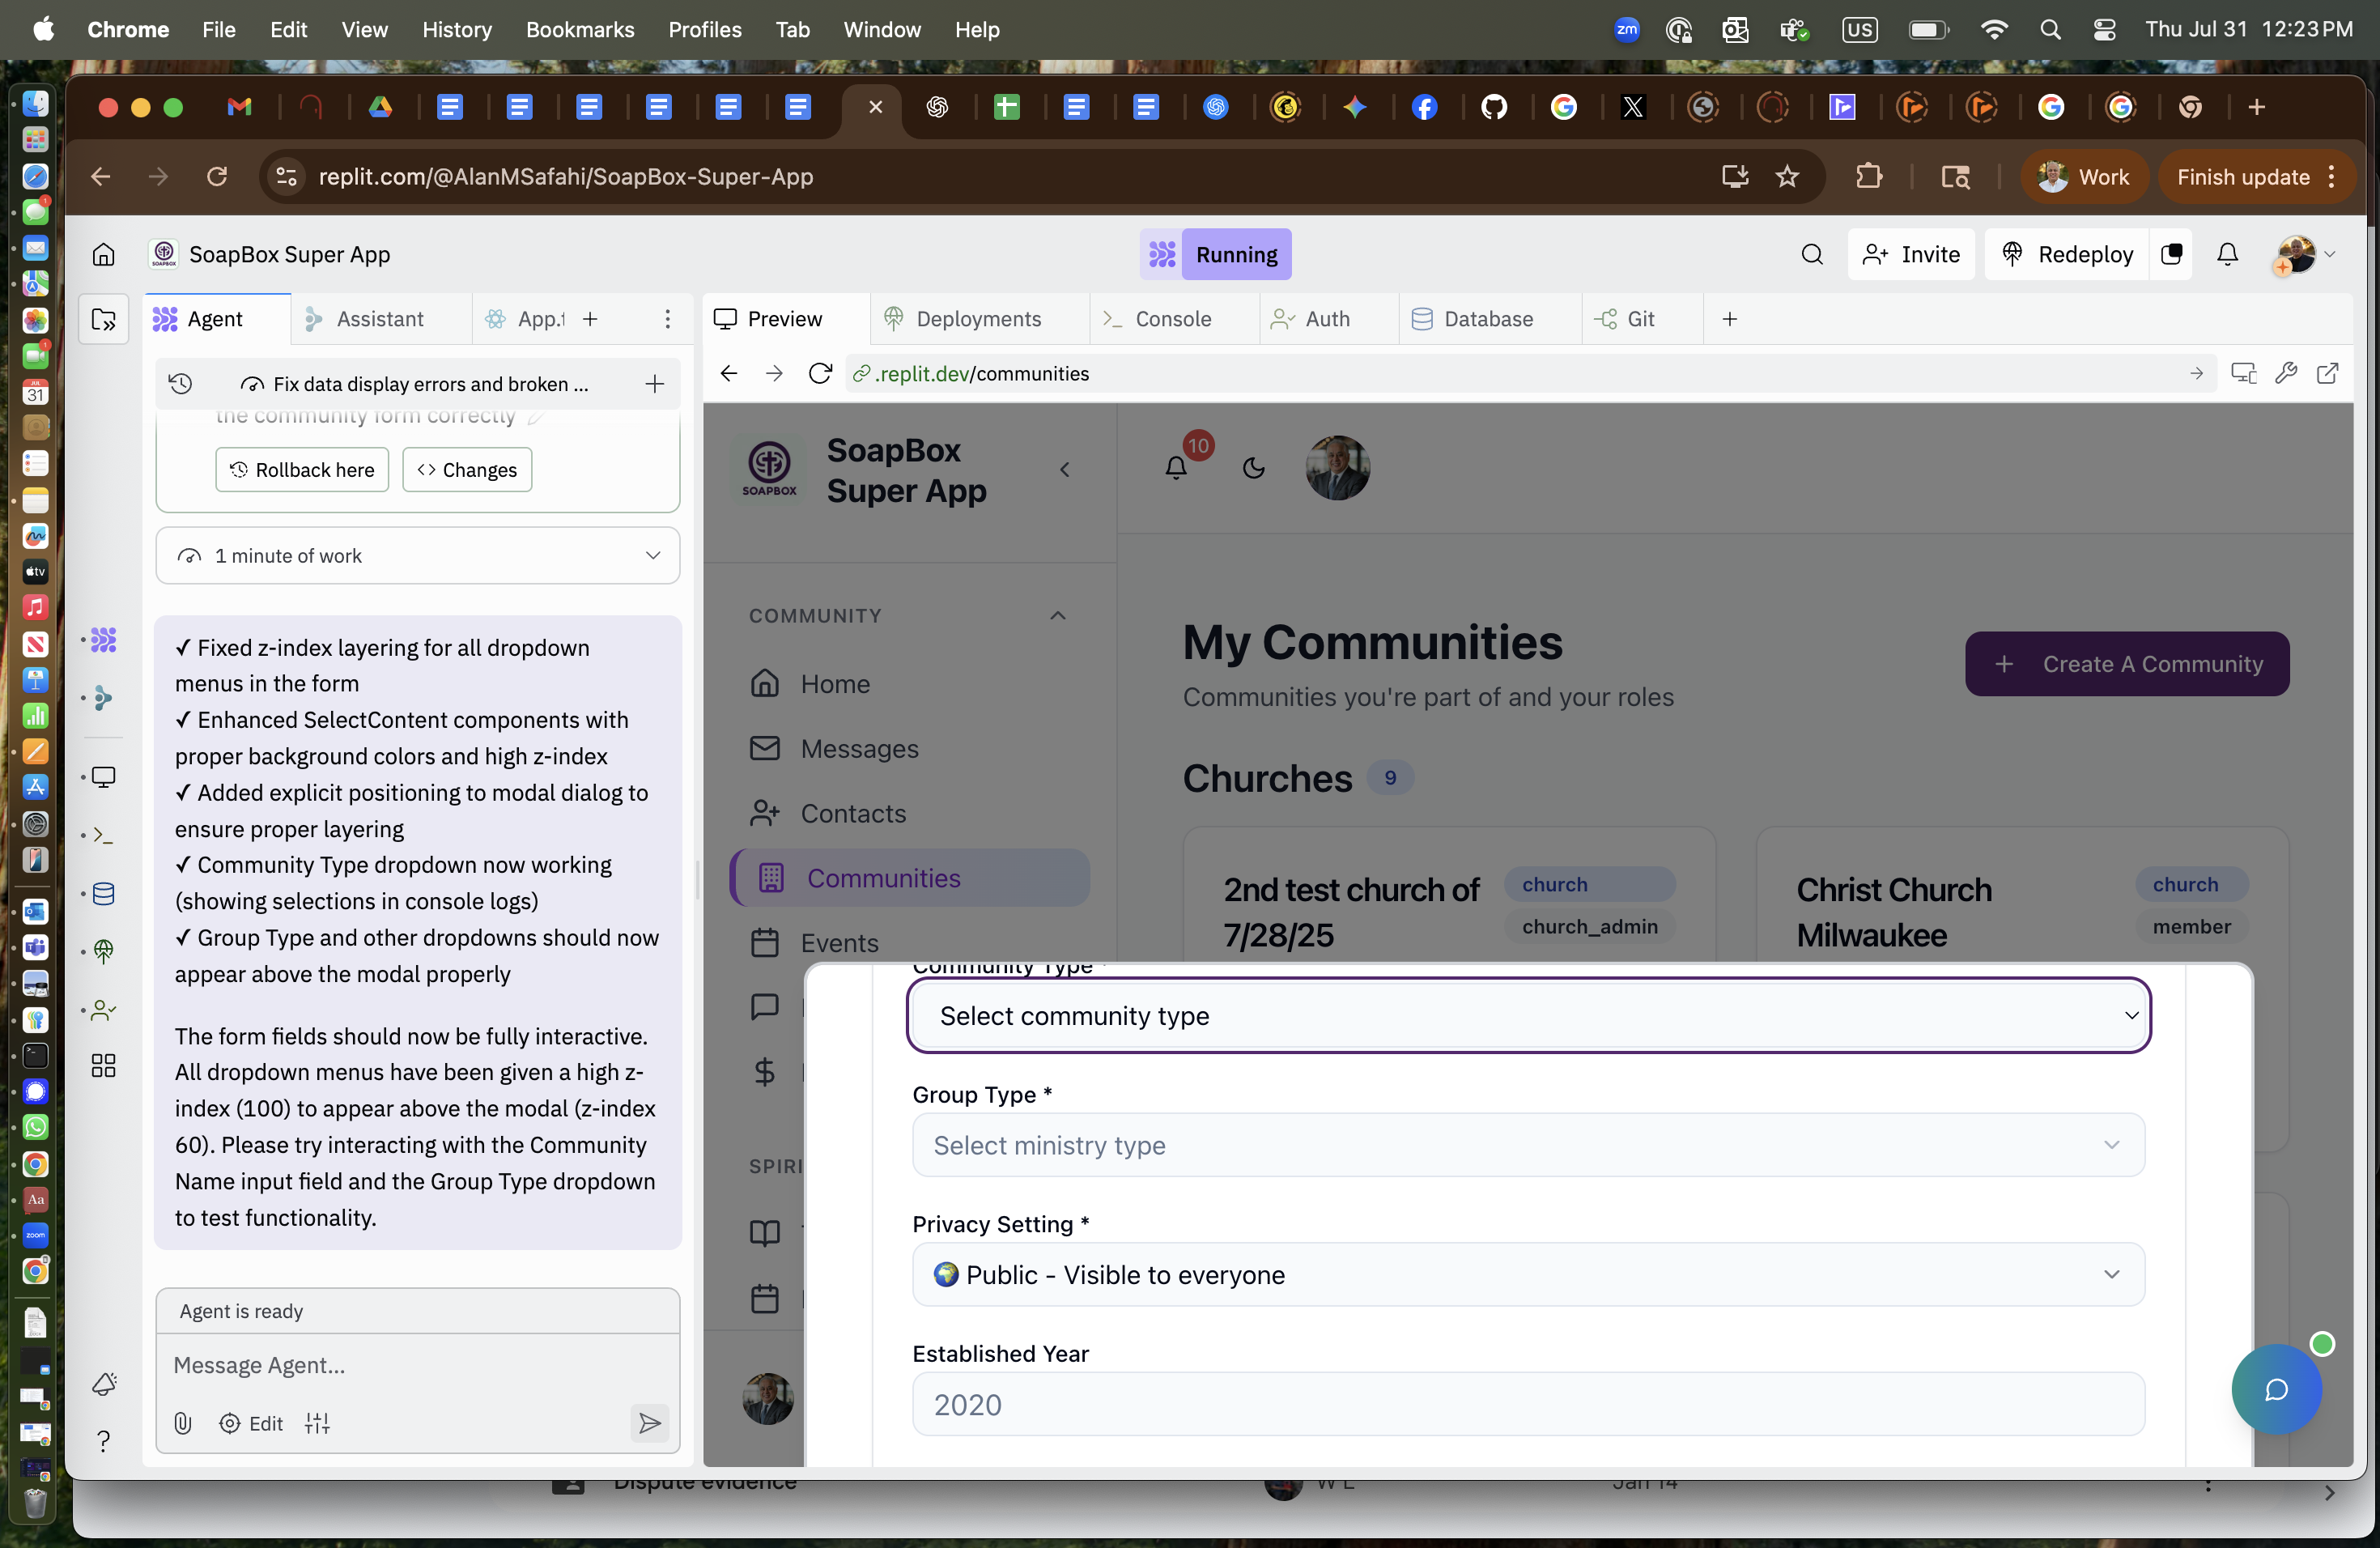 Chrome File Edit View History Bookmarks Profiles Tab Window Help
zm US Thu Jul 31 12:23 PM
replit.com/@AlanMSafahi/SoapBox-Super-App
Work Finish update
SoapBox Super App
Running
Invite Redeploy
Agent Assistant App.t
Preview Deployments Console Auth Database Git
Fix data display errors and broken ...
the community form correctly
Rollback here <> Changes
1 minute of work
✓ Fixed z-index layering for all dropdown
menus in the form
✓ Enhanced SelectContent components with
proper background colors and high z-index
✓ Added explicit positioning to modal dialog to
ensure proper layering
✓ Community Type dropdown now working
(showing selections in console logs)
✓ Group Type and other dropdowns should now
appear above the modal properly
The form fields should now be fully interactive.
All dropdown menus have been given a high z-
index (100) to appear above the modal (z-index
60). Please try interacting with the Community
Name input field and the Group Type dropdown
to test functionality.
Agent is ready
Message Agent...
Edit
.replit.dev/communities
SOAPBOX
SoapBox
Super App
10
COMMUNITY
Home
Messages
Contacts
Communities
Events
SPIRI
My Communities
Communities you're part of and your roles
+ Create A Community
Churches 9
2nd test church of
7/28/25
church
church_admin
Christ Church
Milwaukee
church
member
Community Type *
Select community type
Group Type *
Select ministry type
Privacy Setting *
Public - Visible to everyone
Established Year
2020
Dispute evidence W L Jan 14
JUL
31
tv
Aa
zoom